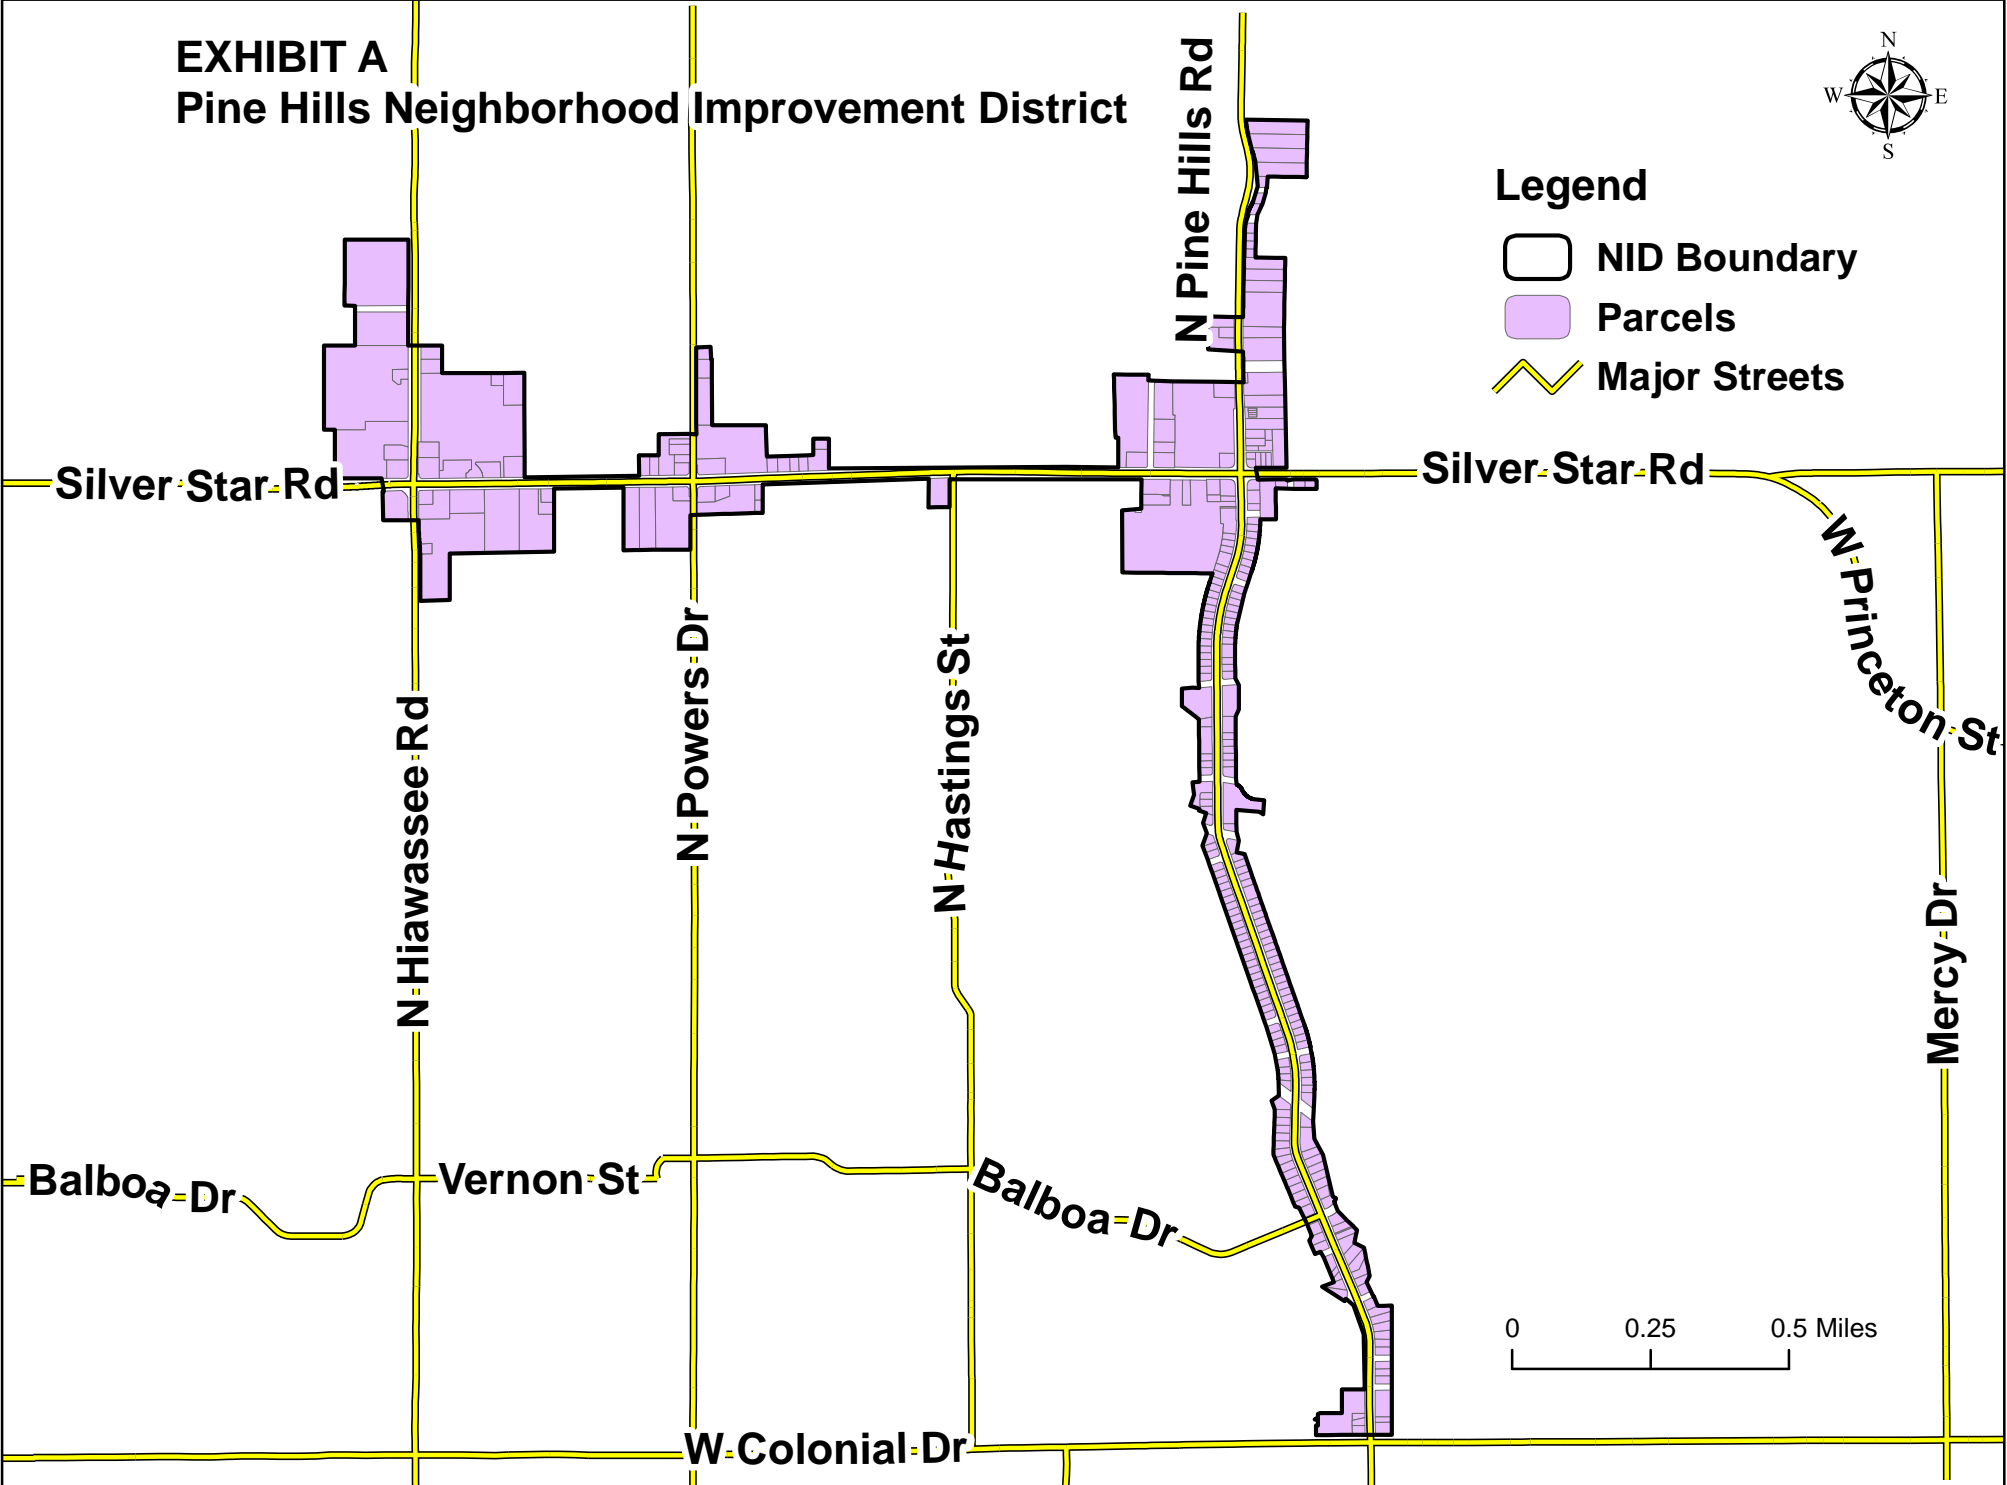 EXHIBIT A
Pine Hills Neighborhood Improvement District
N
W
E
S
N Pine Hills Rd
Legend
NID Boundary
Parcels
Major Streets
Silver Star Rd
Silver Star Rd
W Princeton St
N Hiawassee Rd
N Powers Dr
N Hastings St
Mercy Dr
Balboa Dr
Vernon St
Balboa Dr
0 0.25 0.5 Miles
W Colonial Dr